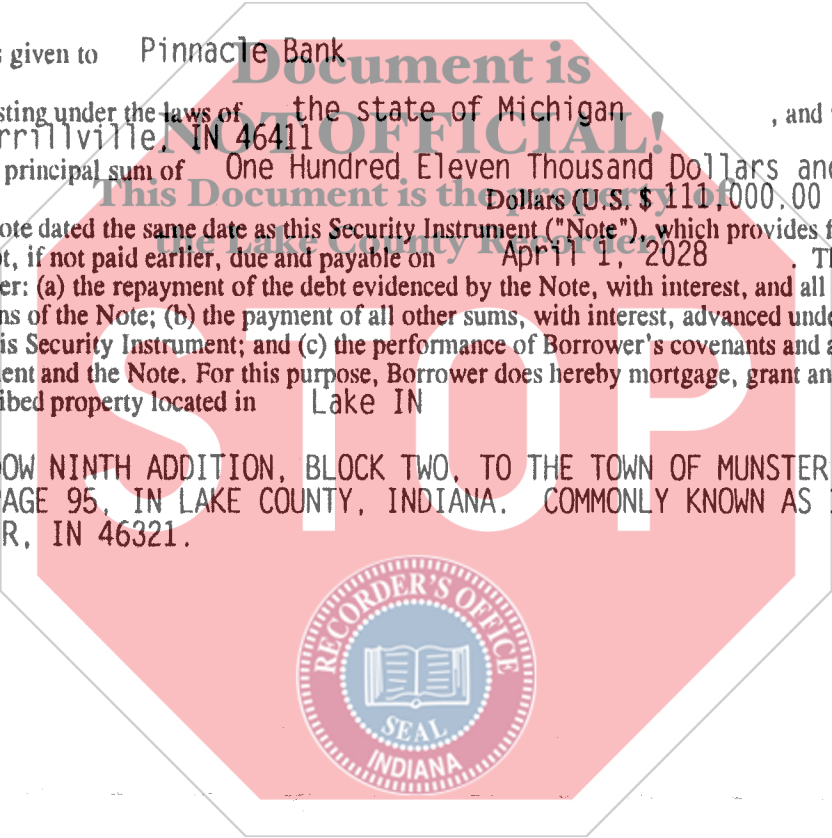 s given to Pinnacle Bank
Document is
sting under the laws of the state of Michigan , and
rrillville, IN 46411
NOT OFFICIAL!
principal sum of One Hundred Eleven Thousand Dollars and
This Document is the property of
Dollars (U.S. $ 111,000.00
ote dated the same date as this Security Instrument ("Note"), which provides f
the Lake County Recorder!
t, if not paid earlier, due and payable on April 1, 2028 . Th
er: (a) the repayment of the debt evidenced by the Note, with interest, and all
ns of the Note; (b) the payment of all other sums, with interest, advanced unde
is Security Instrument; and (c) the performance of Borrower's covenants and a
ent and the Note. For this purpose, Borrower does hereby mortgage, grant an
ibed property located in Lake IN
STOP
OW NINTH ADDITION, BLOCK TWO, TO THE TOWN OF MUNSTER
PAGE 95, IN LAKE COUNTY, INDIANA. COMMONLY KNOWN AS
R, IN 46321.
RECORDER'S OFFICE
SEAL
INDIANA